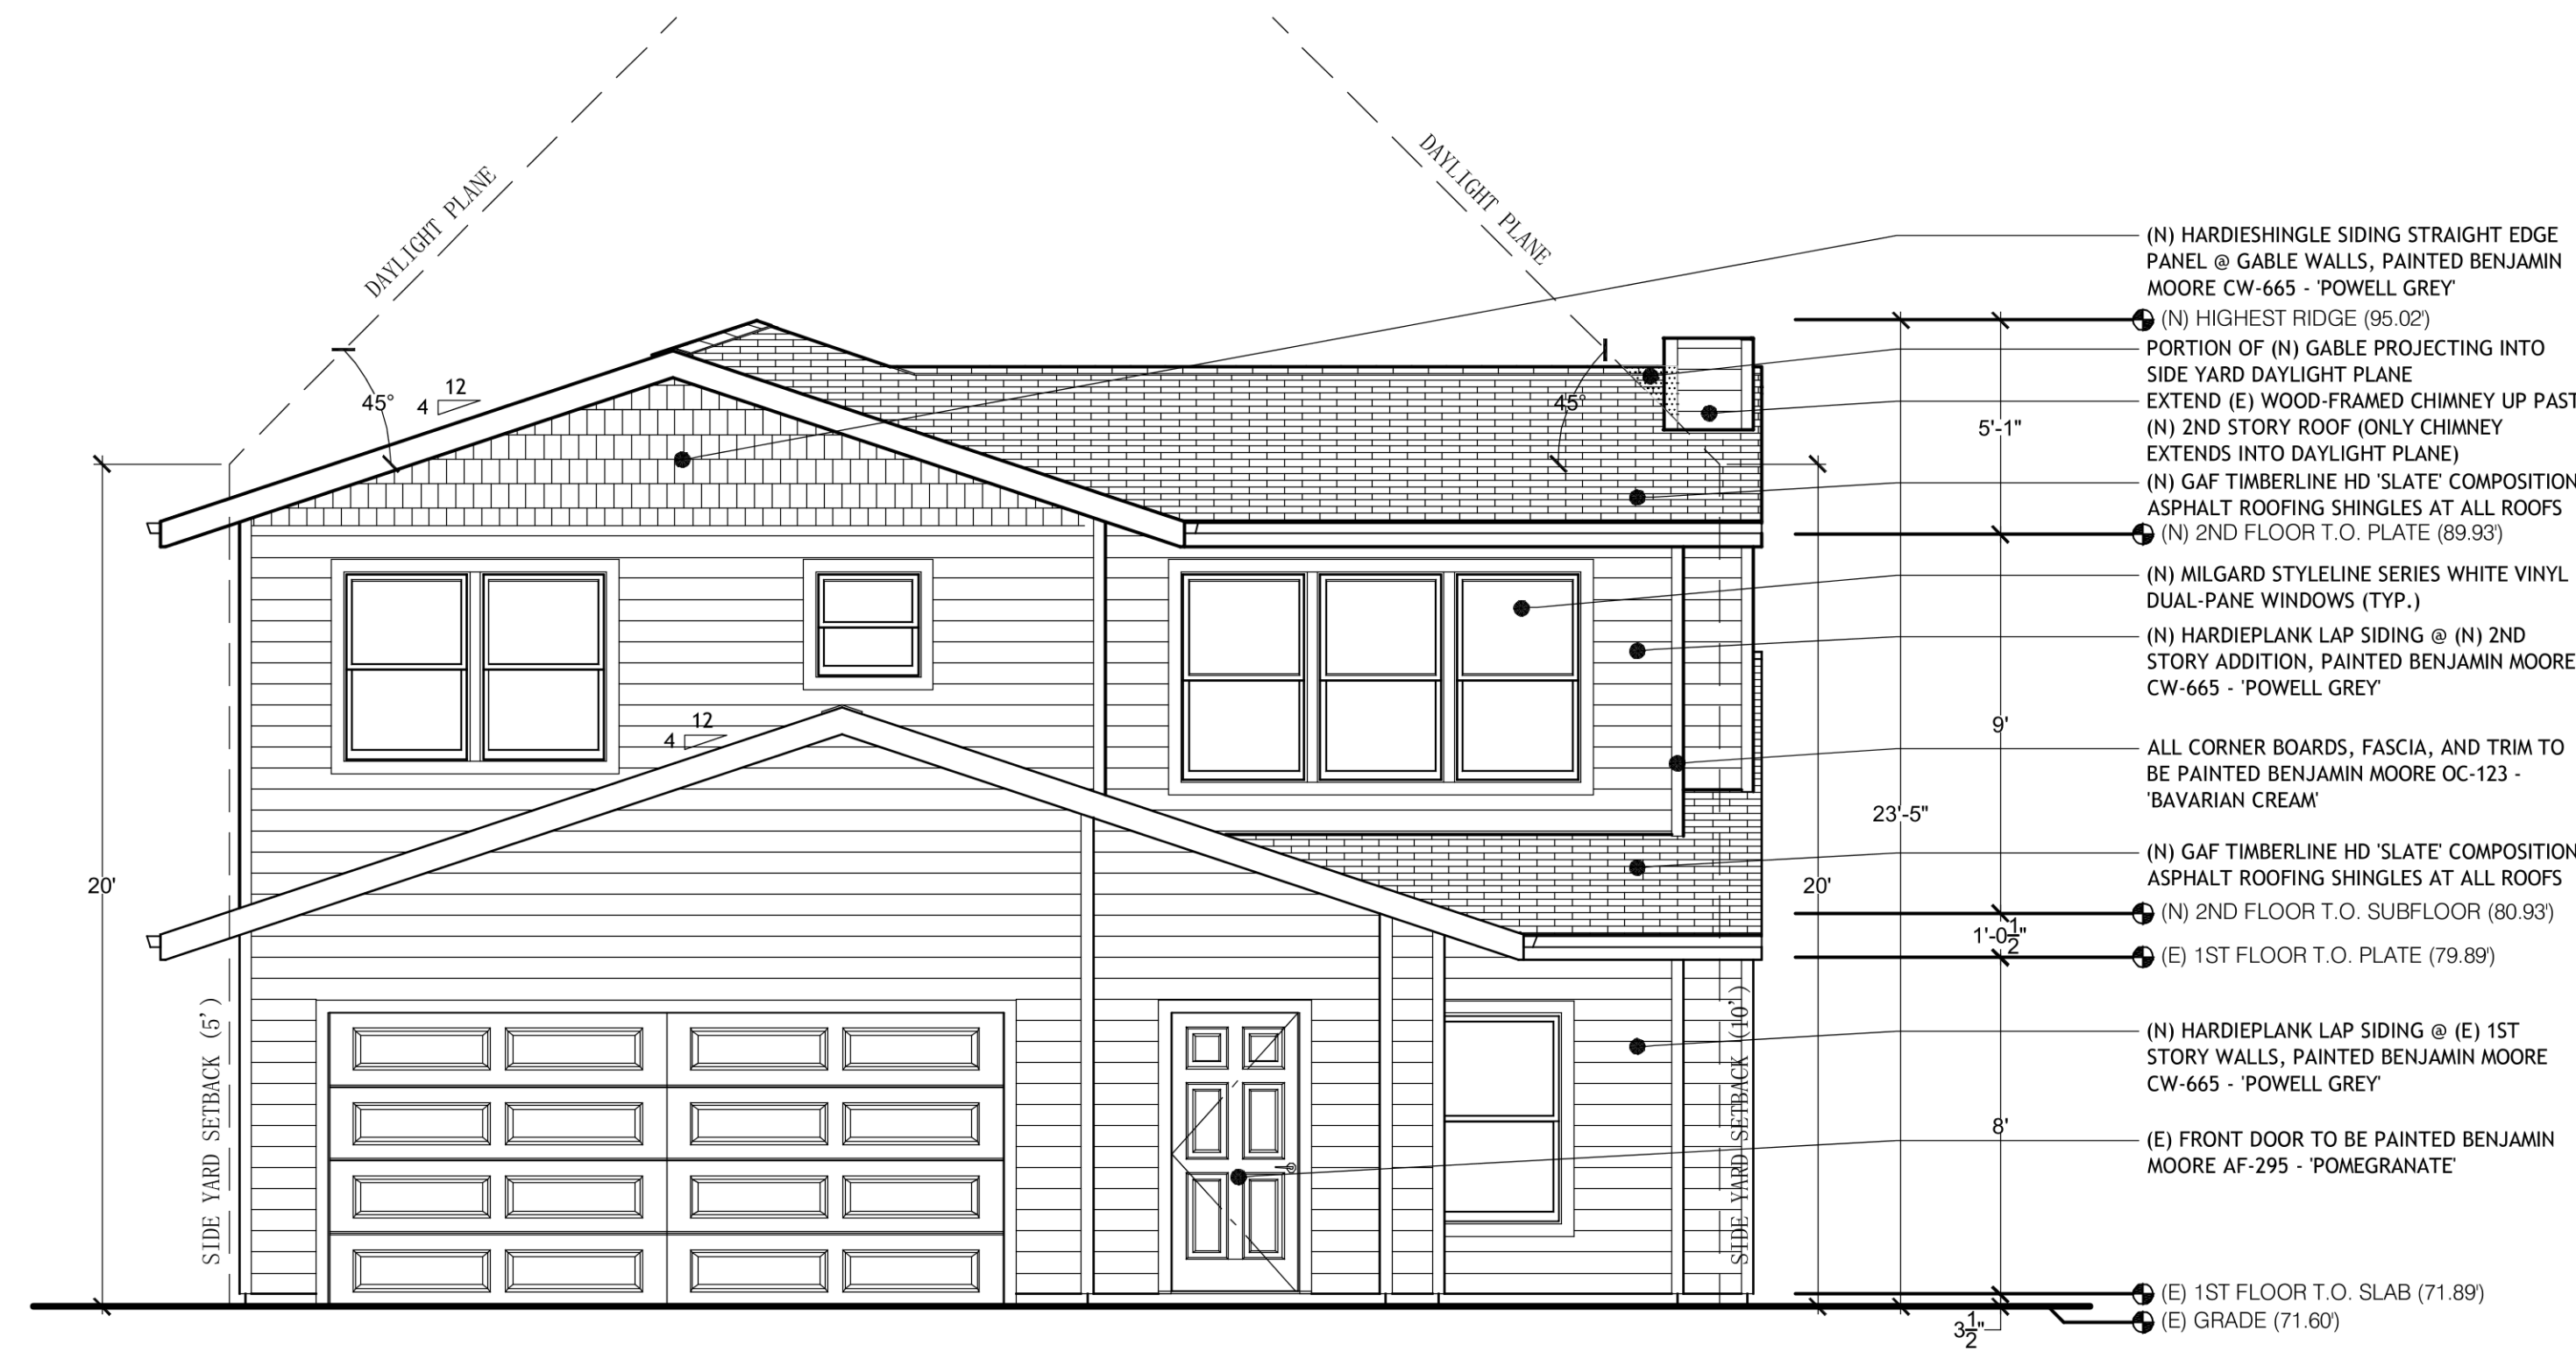 DAYLIGHT PLANE
DAYLIGHT PLANE
(N) HARDIESHINGLE SIDING STRAIGHT EDGE
PANEL @ GABLE WALLS, PAINTED BENJAMIN
MOORE CW-665 - 'POWELL GREY'
(N) HIGHEST RIDGE (95.02')
PORTION OF (N) GABLE PROJECTING INTO
SIDE YARD DAYLIGHT PLANE
EXTEND (E) WOOD-FRAMED CHIMNEY UP PAST
(N) 2ND STORY ROOF (ONLY CHIMNEY
EXTENDS INTO DAYLIGHT PLANE)
(N) GAF TIMBERLINE HD 'SLATE' COMPOSITION
ASPHALT ROOFING SHINGLES AT ALL ROOFS
(N) 2ND FLOOR T.O. PLATE (89.93')
(N) MILGARD STYLELINE SERIES WHITE VINYL
DUAL-PANE WINDOWS (TYP.)
(N) HARDIEPLANK LAP SIDING @ (N) 2ND
STORY ADDITION, PAINTED BENJAMIN MOORE
CW-665 - 'POWELL GREY'
ALL CORNER BOARDS, FASCIA, AND TRIM TO
BE PAINTED BENJAMIN MOORE OC-123 -
'BAVARIAN CREAM'
(N) GAF TIMBERLINE HD 'SLATE' COMPOSITION
ASPHALT ROOFING SHINGLES AT ALL ROOFS
(N) 2ND FLOOR T.O. SUBFLOOR (80.93')
(E) 1ST FLOOR T.O. PLATE (79.89')
(N) HARDIEPLANK LAP SIDING @ (E) 1ST
STORY WALLS, PAINTED BENJAMIN MOORE
CW-665 - 'POWELL GREY'
(E) FRONT DOOR TO BE PAINTED BENJAMIN
MOORE AF-295 - 'POMEGRANATE'
(E) 1ST FLOOR T.O. SLAB (71.89')
(E) GRADE (71.60')
45°
12
4
45°
5'-1"
12
4
9'
23'-5"
20'
20'
1'-0 1/2"
8'
3 1/2"
SIDE YARD SETBACK (5')
SIDE YARD SETBACK (10')